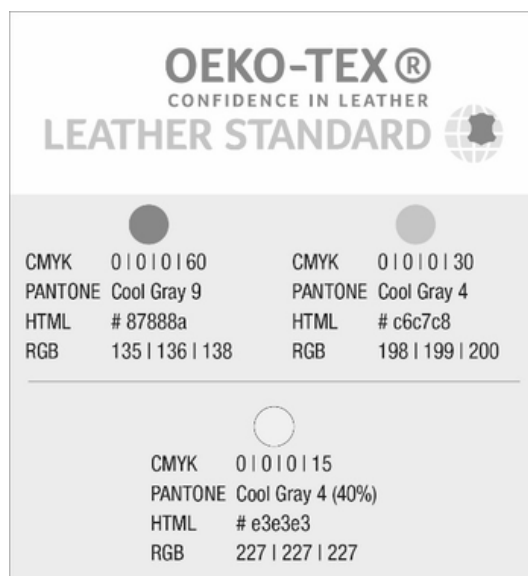 OEKO-TEX®
CONFIDENCE IN LEATHER
LEATHER STANDARD
CMYK 0 | 0 | 0 | 60
PANTONE Cool Gray 9
HTML # 87888a
RGB 135 | 136 | 138
CMYK 0 | 0 | 0 | 30
PANTONE Cool Gray 4
HTML # c6c7c8
RGB 198 | 199 | 200
CMYK 0 | 0 | 0 | 15
PANTONE Cool Gray 4 (40%)
HTML # e3e3e3
RGB 227 | 227 | 227